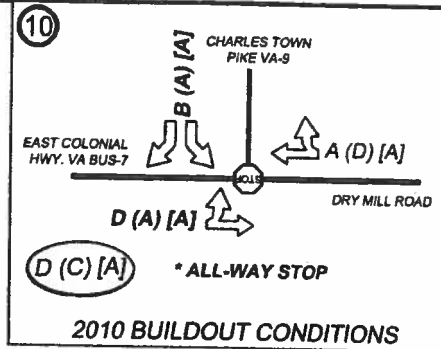 10
CHARLES TOWN
PIKE VA-9
B (A) [A]
EAST COLONIAL
HWY. VA BUS-7
STOP
A (D) [A]
DRY MILL ROAD
D (A) [A]
D (C) [A]
* ALL-WAY STOP
2010 BUILDOUT CONDITIONS